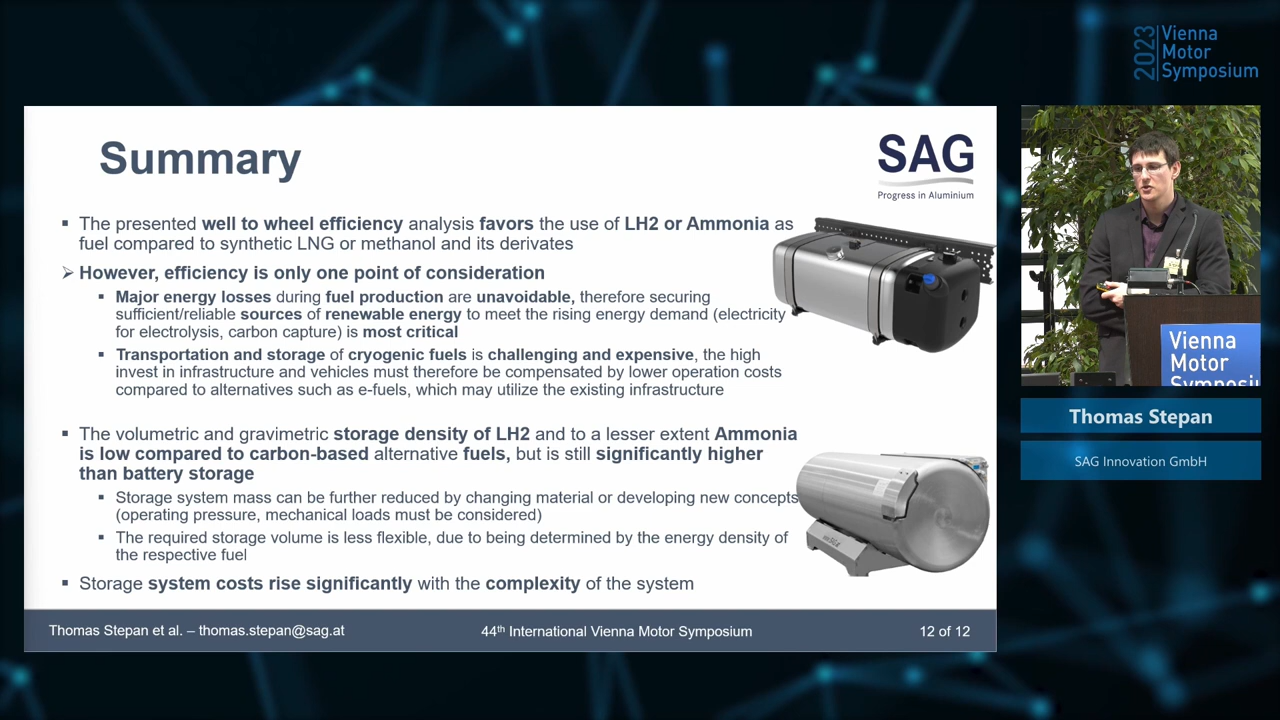 2023
Vienna
Motor
Symposium
Summary
SAG
Progress in Aluminium
▪ The presented well to wheel efficiency analysis favors the use of LH2 or Ammonia as
fuel compared to synthetic LNG or methanol and its derivates
➢ However, efficiency is only one point of consideration
▪ Major energy losses during fuel production are unavoidable, therefore securing
sufficient/reliable sources of renewable energy to meet the rising energy demand (electricity
for electrolysis, carbon capture) is most critical
▪ Transportation and storage of cryogenic fuels is challenging and expensive, the high
invest in infrastructure and vehicles must therefore be compensated by lower operation costs
compared to alternatives such as e-fuels, which may utilize the existing infrastructure
▪ The volumetric and gravimetric storage density of LH2 and to a lesser extent Ammonia
is low compared to carbon-based alternative fuels, but is still significantly higher
than battery storage
▪ Storage system mass can be further reduced by changing material or developing new concepts
(operating pressure, mechanical loads must be considered)
▪ The required storage volume is less flexible, due to being determined by the energy density of
the respective fuel
▪ Storage system costs rise significantly with the complexity of the system
Thomas Stepan et al. – thomas.stepan@sag.at
44th International Vienna Motor Symposium
12 of 12
Vienna
Motor
Symposi
Thomas Stepan
SAG Innovation GmbH